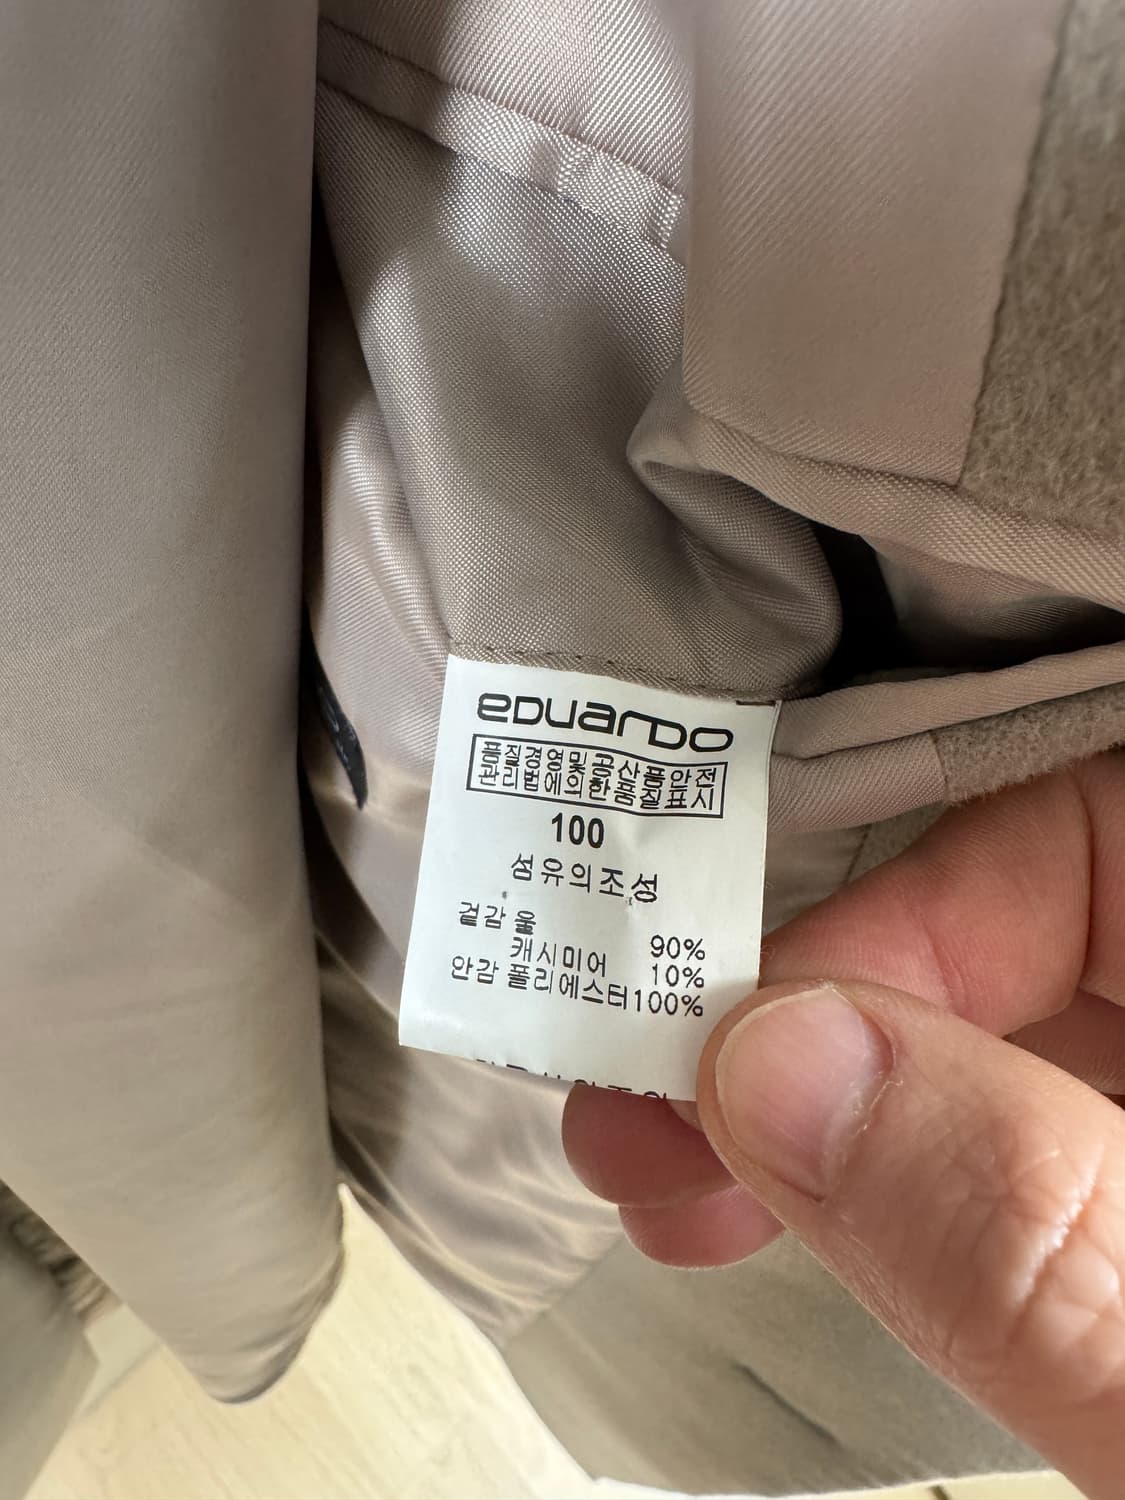 eDUarDO
품질경영및공산품안전
관리법에의한품질표시
100
섬유의조성
겉감 울 90%
캐시미어 10%
안감 폴리에스터100%